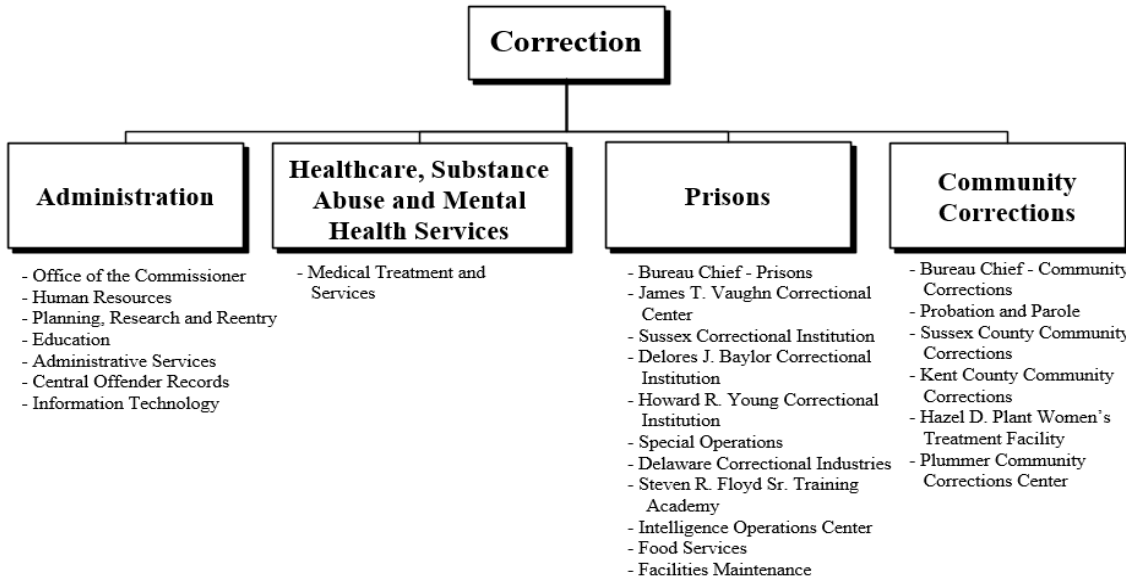 Correction
Administration
- Office of the Commissioner
- Human Resources
- Planning, Research and Reentry
- Education
- Administrative Services
- Central Offender Records
- Information Technology
Healthcare, Substance
Abuse and Mental
Health Services
- Medical Treatment and
Services
Prisons
- Bureau Chief - Prisons
- James T. Vaughn Correctional
Center
- Sussex Correctional Institution
- Delores J. Baylor Correctional
Institution
- Howard R. Young Correctional
Institution
- Special Operations
- Delaware Correctional Industries
- Steven R. Floyd Sr. Training
Academy
- Intelligence Operations Center
- Food Services
- Facilities Maintenance
Community
Corrections
- Bureau Chief - Community
Corrections
- Probation and Parole
- Sussex County Community
Corrections
- Kent County Community
Corrections
- Hazel D. Plant Women’s
Treatment Facility
- Plummer Community
Corrections Center